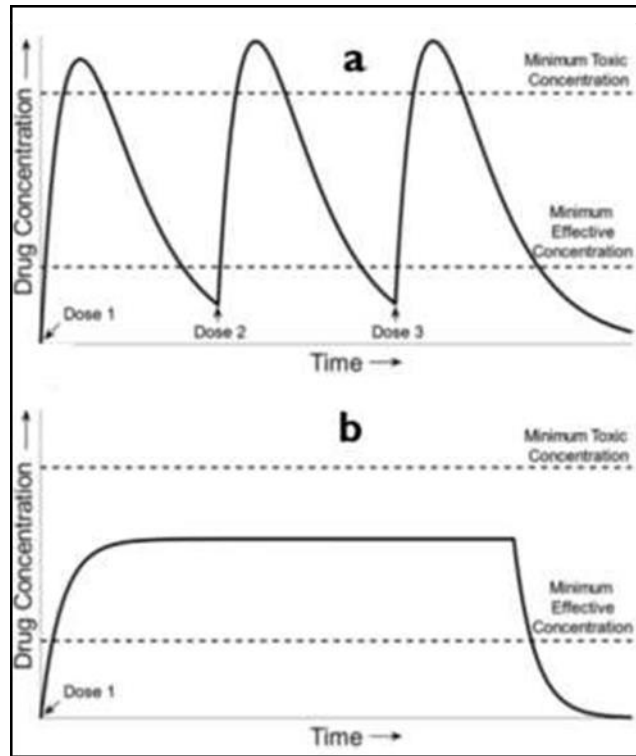 a
Minimum Toxic
Concentration
Drug Concentration
Minimum
Effective
Concentration
Dose 1
Dose 2
Dose 3
Time
b
Minimum Toxic
Concentration
Drug Concentration
Minimum
Effective
Concentration
Dose 1
Time